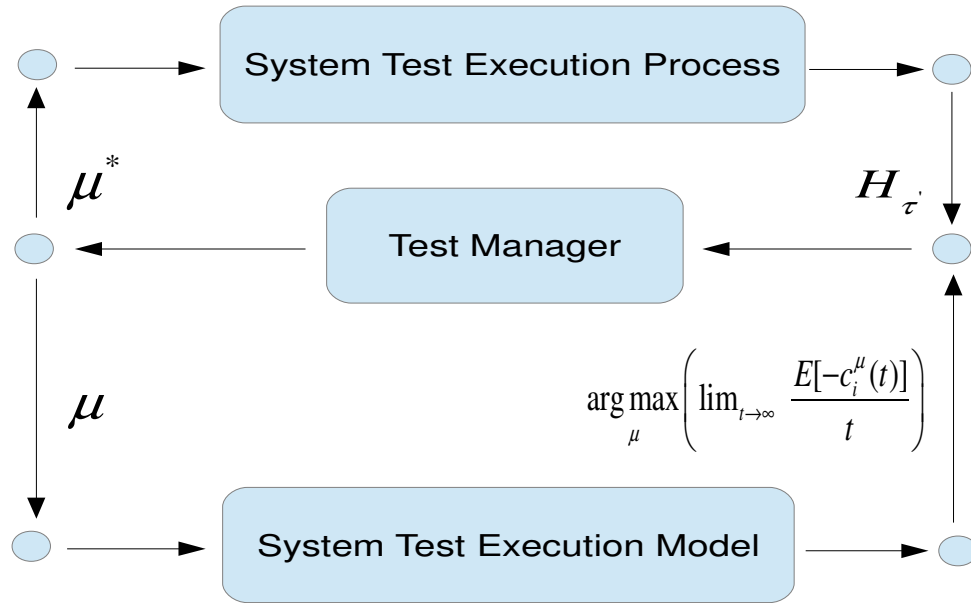 System Test Execution Process
μ*
H_τ'
Test Manager
μ
arg max_μ ( lim_{t→∞} E[-c_i^μ(t)] / t )
System Test Execution Model